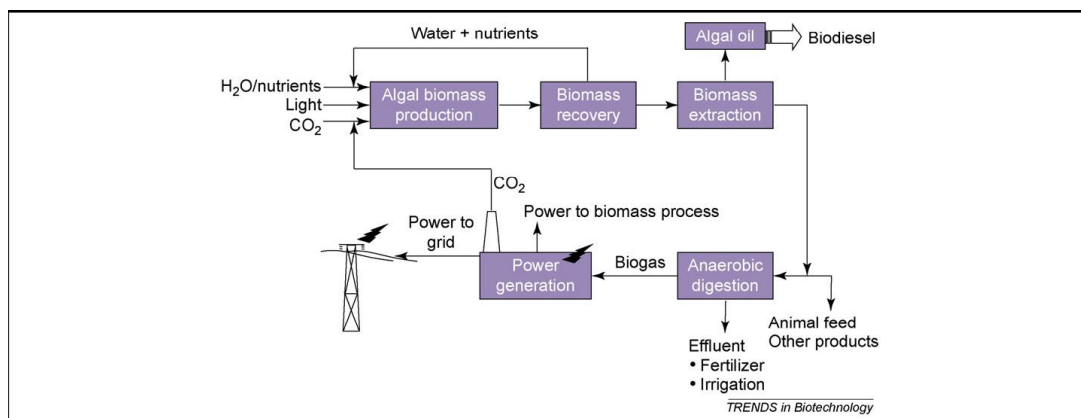 Water + nutrients
Algal oil
Biodiesel
H₂O/nutrients
Light
CO₂
Algal biomass
production
Biomass
recovery
Biomass
extraction
CO₂
Power to
grid
Power to biomass process
Power
generation
Biogas
Anaerobic
digestion
Animal feed
Other products
Effluent
• Fertilizer
• Irrigation
TRENDS in Biotechnology